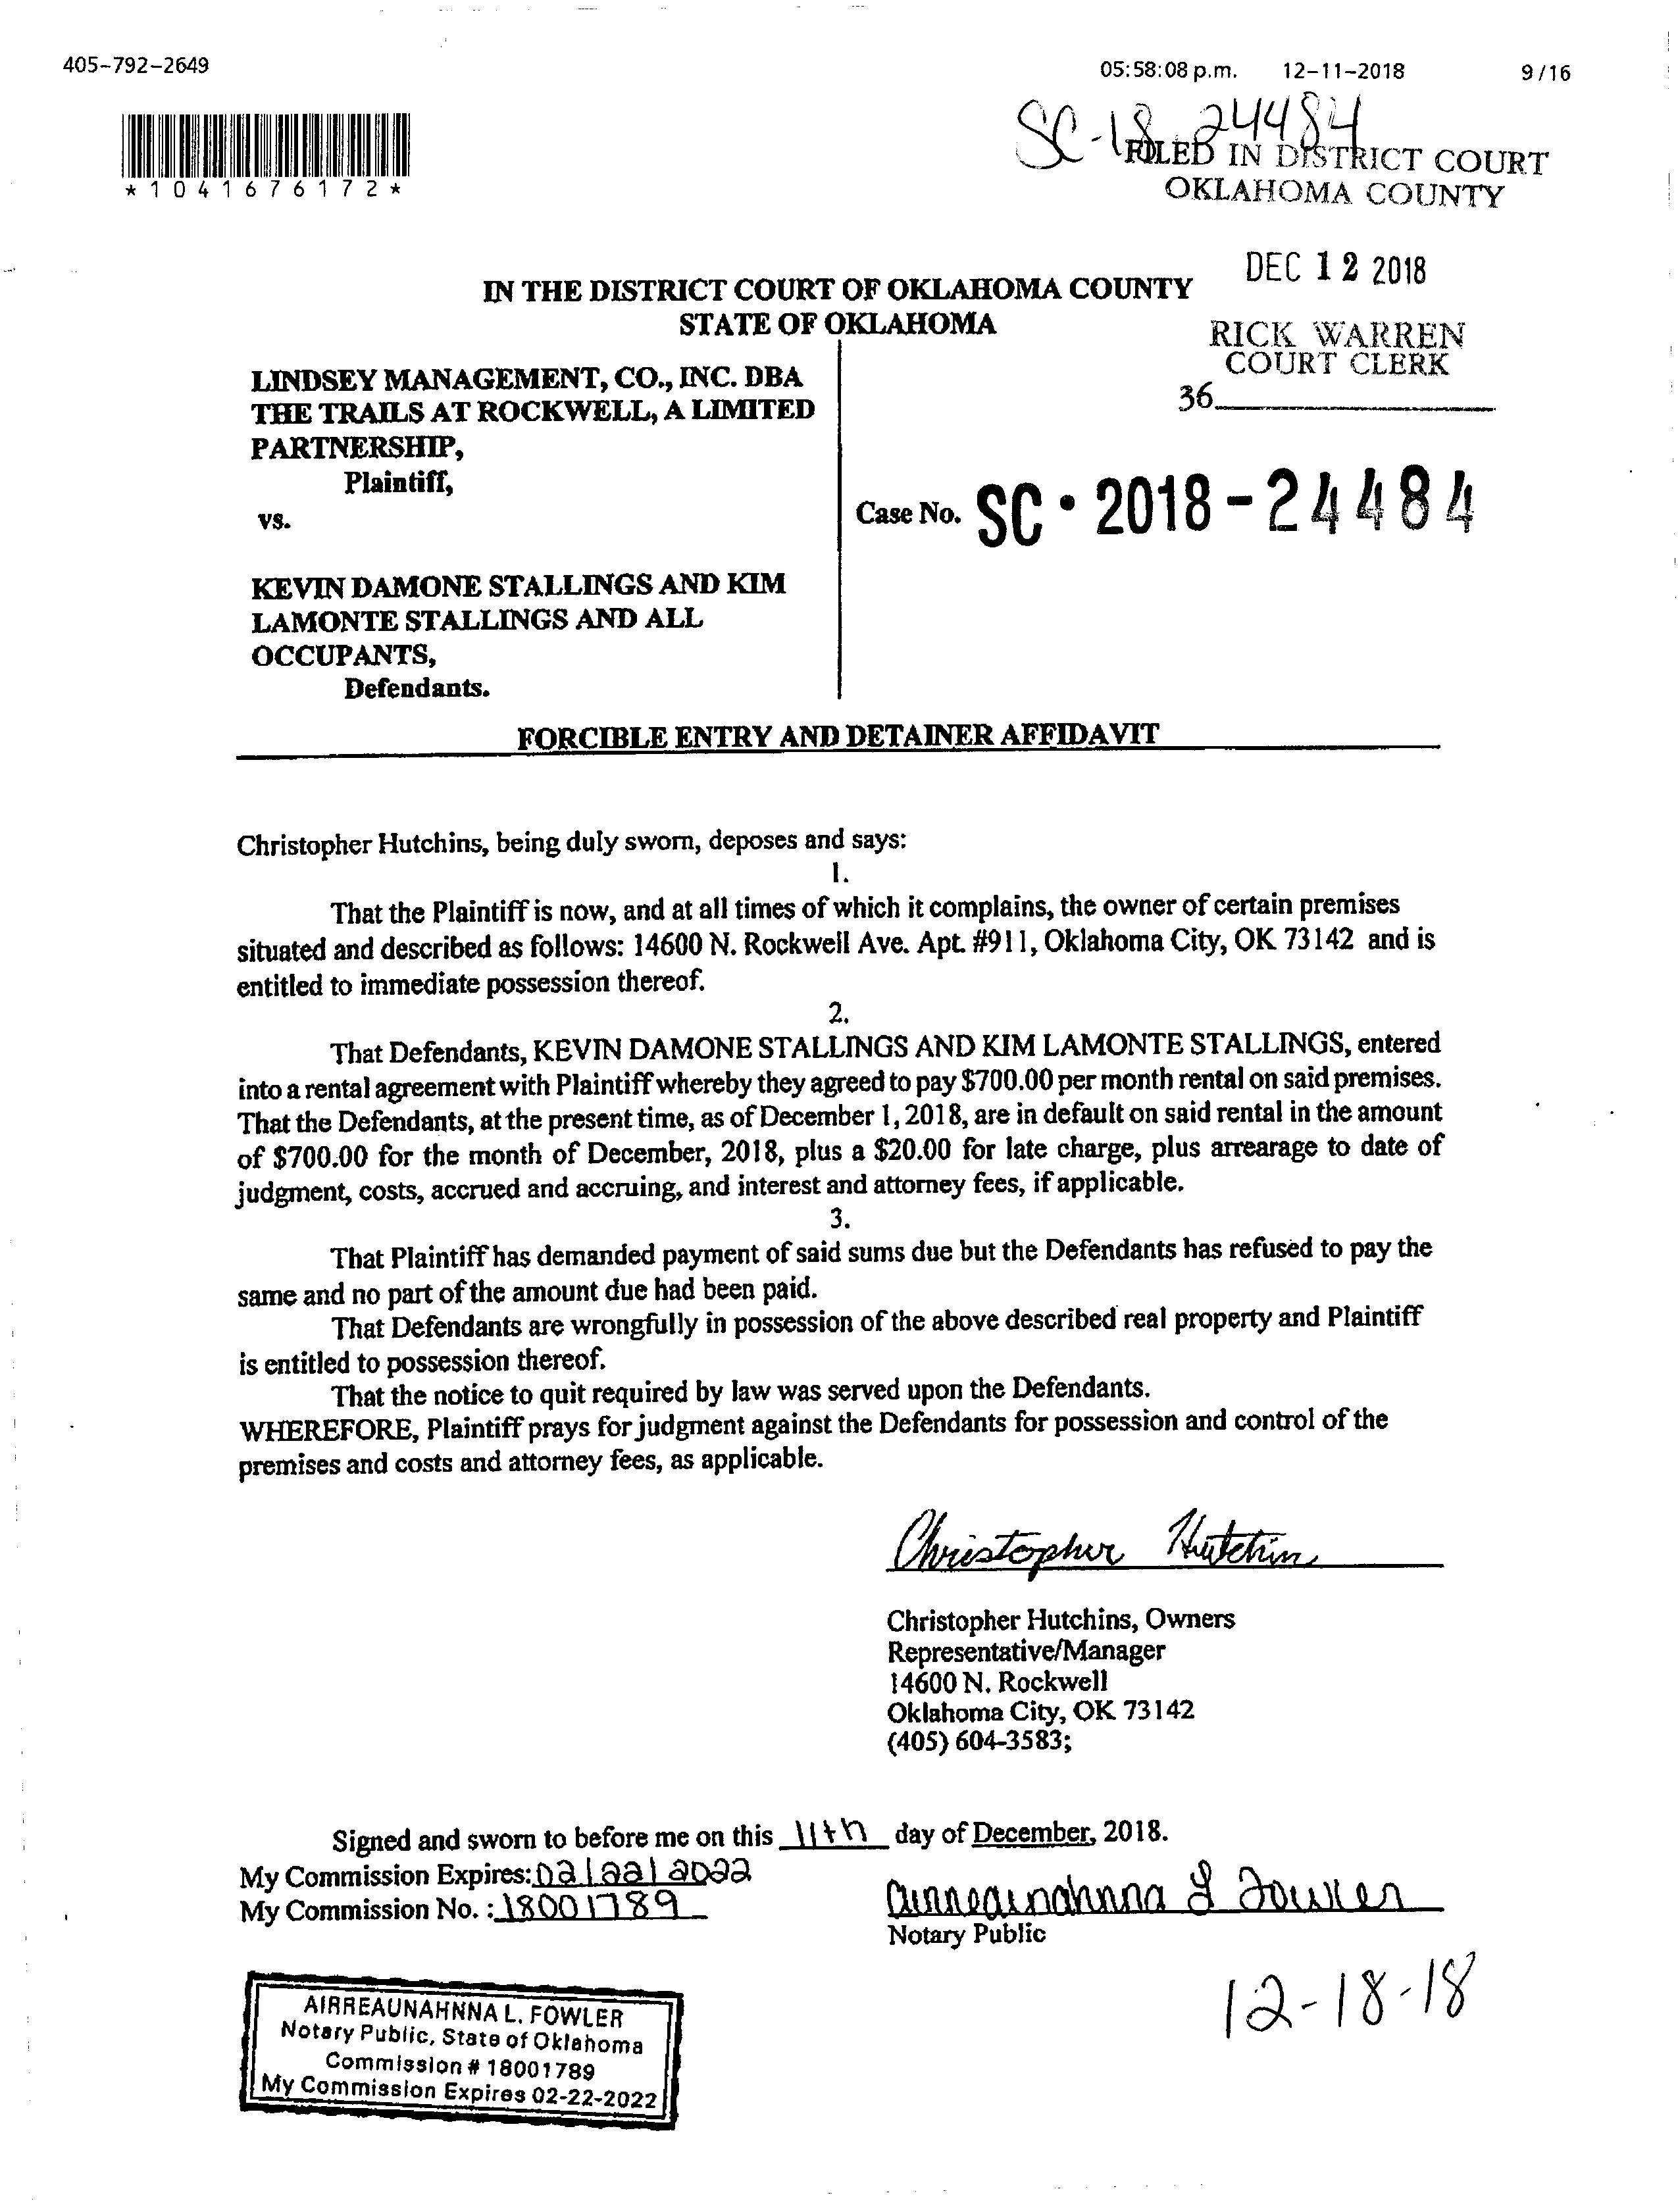 405-792-2649 05:58:08 p.m. 12-11-2018 9/16
SC-18-24484
*1041676172*
FILED IN DISTRICT COURT
OKLAHOMA COUNTY
DEC 12 2018
RICK WARREN
COURT CLERK
36
IN THE DISTRICT COURT OF OKLAHOMA COUNTY
STATE OF OKLAHOMA
LINDSEY MANAGEMENT, CO., INC. DBA
THE TRAILS AT ROCKWELL, A LIMITED
PARTNERSHIP,
Plaintiff,
vs.
Case No. SC·2018-24484
KEVIN DAMONE STALLINGS AND KIM
LAMONTE STALLINGS AND ALL
OCCUPANTS,
Defendants.
FORCIBLE ENTRY AND DETAINER AFFIDAVIT
Christopher Hutchins, being duly sworn, deposes and says:
1.
That the Plaintiff is now, and at all times of which it complains, the owner of certain premises
situated and described as follows: 14600 N. Rockwell Ave. Apt. #911, Oklahoma City, OK 73142 and is
entitled to immediate possession thereof.
2.
That Defendants, KEVIN DAMONE STALLINGS AND KIM LAMONTE STALLINGS, entered
into a rental agreement with Plaintiff whereby they agreed to pay $700.00 per month rental on said premises.
That the Defendants, at the present time, as of December 1, 2018, are in default on said rental in the amount
of $700.00 for the month of December, 2018, plus a $20.00 for late charge, plus arrearage to date of
judgment, costs, accrued and accruing, and interest and attorney fees, if applicable.
3.
That Plaintiff has demanded payment of said sums due but the Defendants has refused to pay the
same and no part of the amount due had been paid.
That Defendants are wrongfully in possession of the above described real property and Plaintiff
is entitled to possession thereof.
That the notice to quit required by law was served upon the Defendants.
WHEREFORE, Plaintiff prays for judgment against the Defendants for possession and control of the
premises and costs and attorney fees, as applicable.
Christopher Hutchins
Christopher Hutchins, Owners
Representative/Manager
14600 N. Rockwell
Oklahoma City, OK 73142
(405) 604-3583;
Signed and sworn to before me on this 11th day of December, 2018.
My Commission Expires: 02/22/2022
My Commission No. : 18001789
Airreaunahnna L Fowler
Notary Public
12-18-18
AIRREAUNAHNNA L. FOWLER
Notary Public, State of Oklahoma
Commission # 18001789
My Commission Expires 02-22-2022